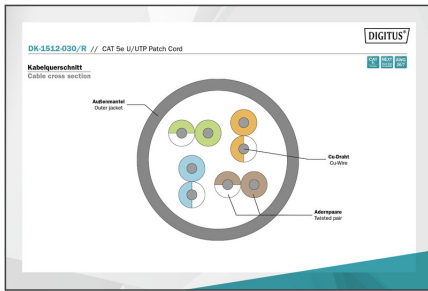 DIGITUS®
DK-1512-030/R // CAT 5e U/UTP Patch Cord
Kabelquerschnitt
Cable cross section
Außenmantel
Outer jacket
Cu-Draht
Cu-Wire
Adernpaare
Twisted pair